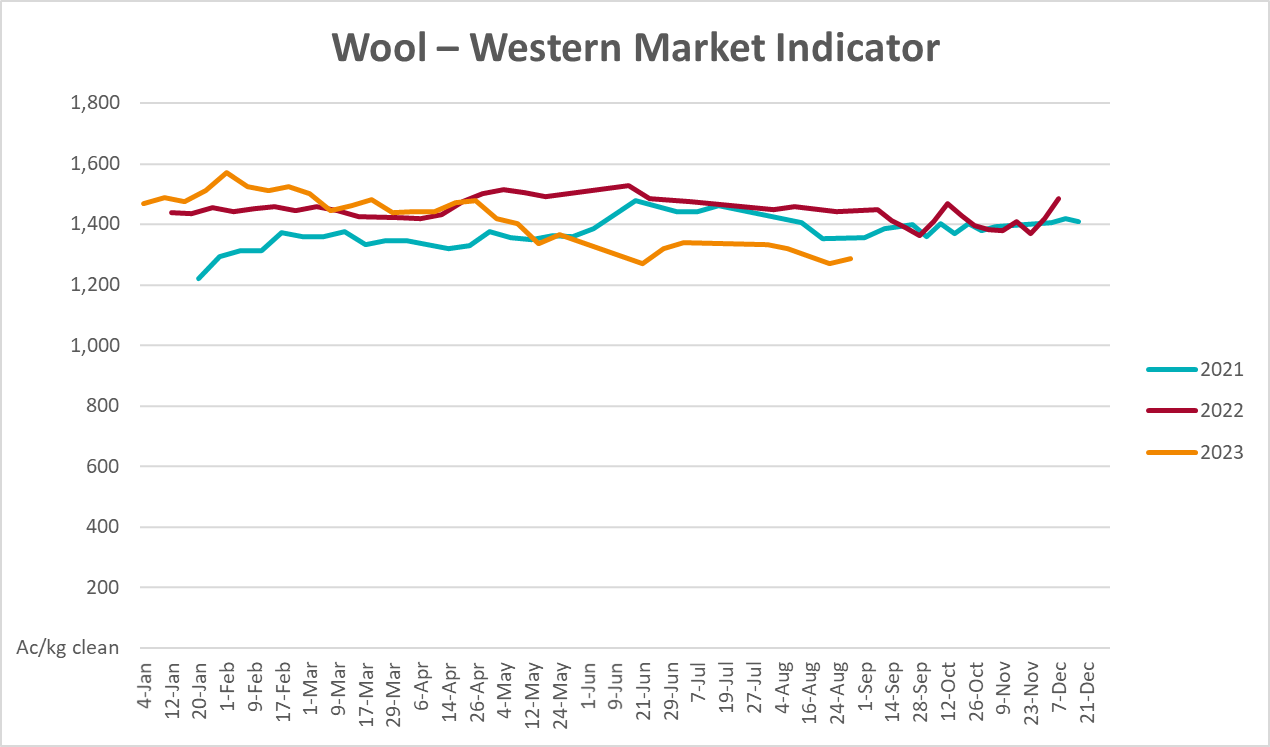 Wool – Western Market Indicator
1,800
1,600
1,400
1,200
1,000
800
600
400
200
Ac/kg clean
4-Jan
12-Jan
20-Jan
1-Feb
9-Feb
17-Feb
1-Mar
9-Mar
17-Mar
29-Mar
6-Apr
14-Apr
26-Apr
4-May
12-May
24-May
1-Jun
9-Jun
21-Jun
29-Jun
7-Jul
19-Jul
27-Jul
4-Aug
16-Aug
24-Aug
1-Sep
14-Sep
28-Sep
12-Oct
26-Oct
9-Nov
23-Nov
7-Dec
21-Dec
2021
2022
2023